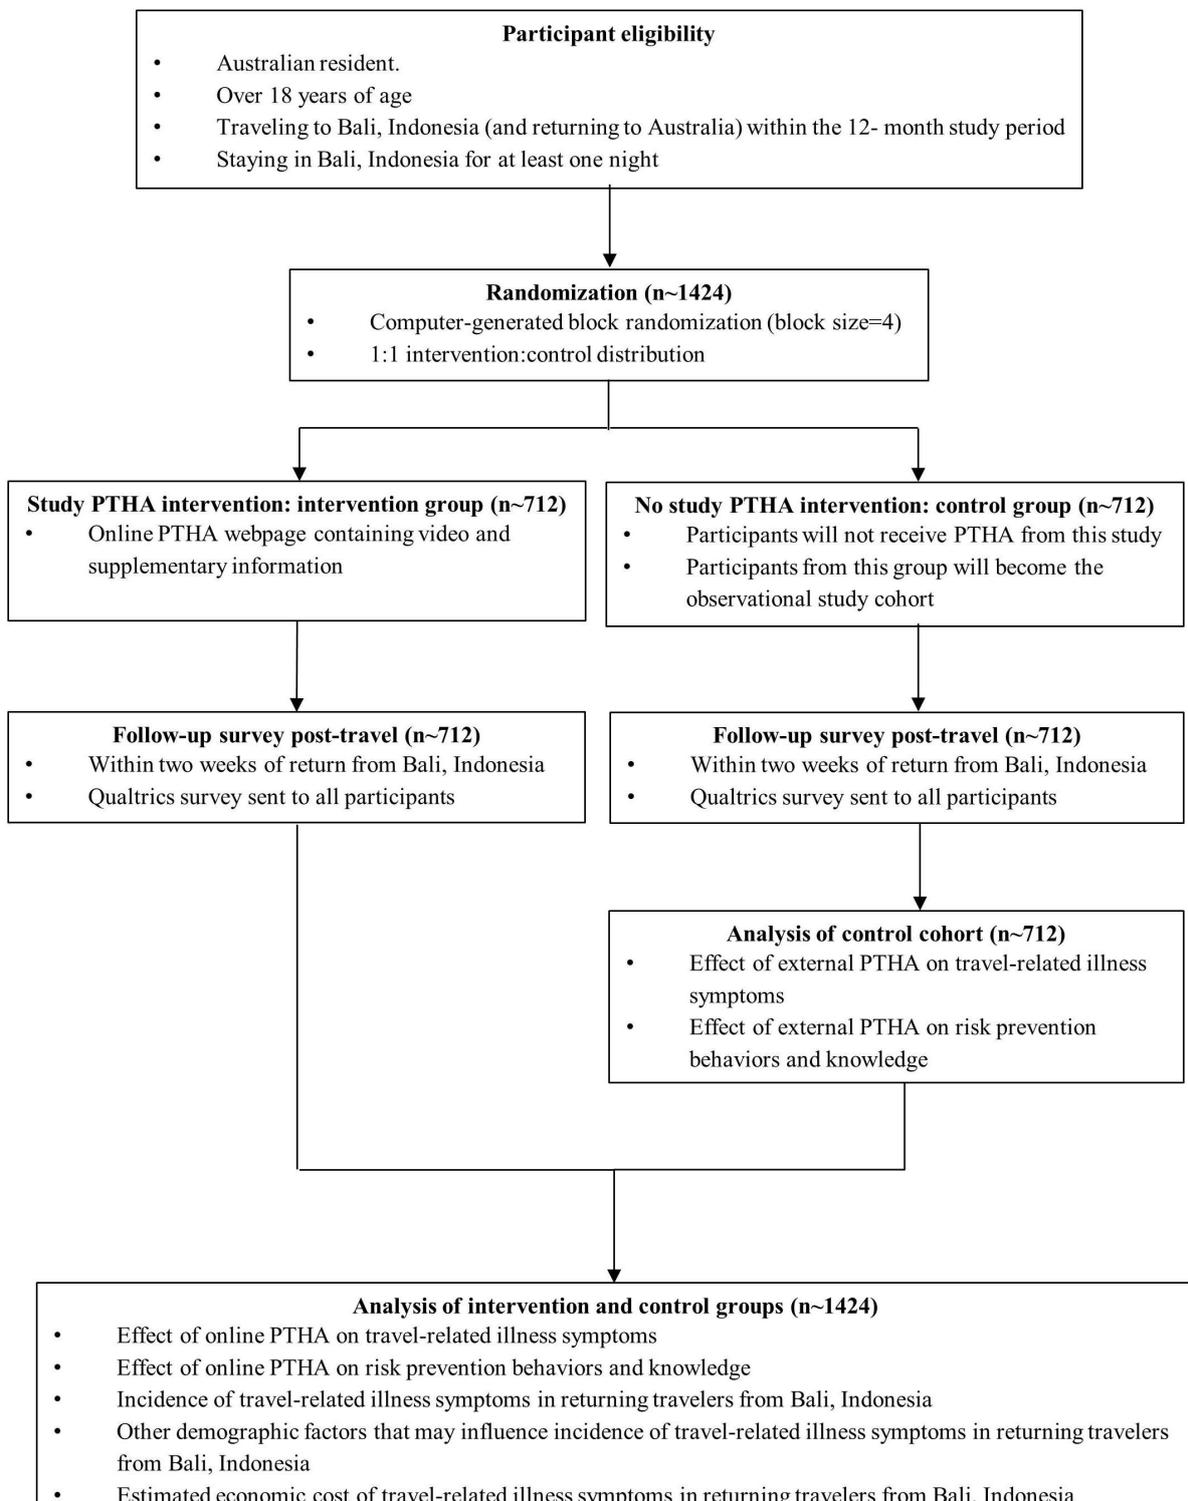 Participant eligibility
• Australian resident.
• Over 18 years of age
• Traveling to Bali, Indonesia (and returning to Australia) within the 12- month study period
• Staying in Bali, Indonesia for at least one night
Randomization (n~1424)
• Computer-generated block randomization (block size=4)
• 1:1 intervention:control distribution
Study PTHA intervention: intervention group (n~712)
• Online PTHA webpage containing video and
supplementary information
No study PTHA intervention: control group (n~712)
• Participants will not receive PTHA from this study
• Participants from this group will become the
observational study cohort
Follow-up survey post-travel (n~712)
• Within two weeks of return from Bali, Indonesia
• Qualtrics survey sent to all participants
Follow-up survey post-travel (n~712)
• Within two weeks of return from Bali, Indonesia
• Qualtrics survey sent to all participants
Analysis of control cohort (n~712)
• Effect of external PTHA on travel-related illness
symptoms
• Effect of external PTHA on risk prevention
behaviors and knowledge
Analysis of intervention and control groups (n~1424)
• Effect of online PTHA on travel-related illness symptoms
• Effect of online PTHA on risk prevention behaviors and knowledge
• Incidence of travel-related illness symptoms in returning travelers from Bali, Indonesia
• Other demographic factors that may influence incidence of travel-related illness symptoms in returning travelers
from Bali, Indonesia
• Estimated economic cost of travel-related illness symptoms in returning travelers from Bali, Indonesia